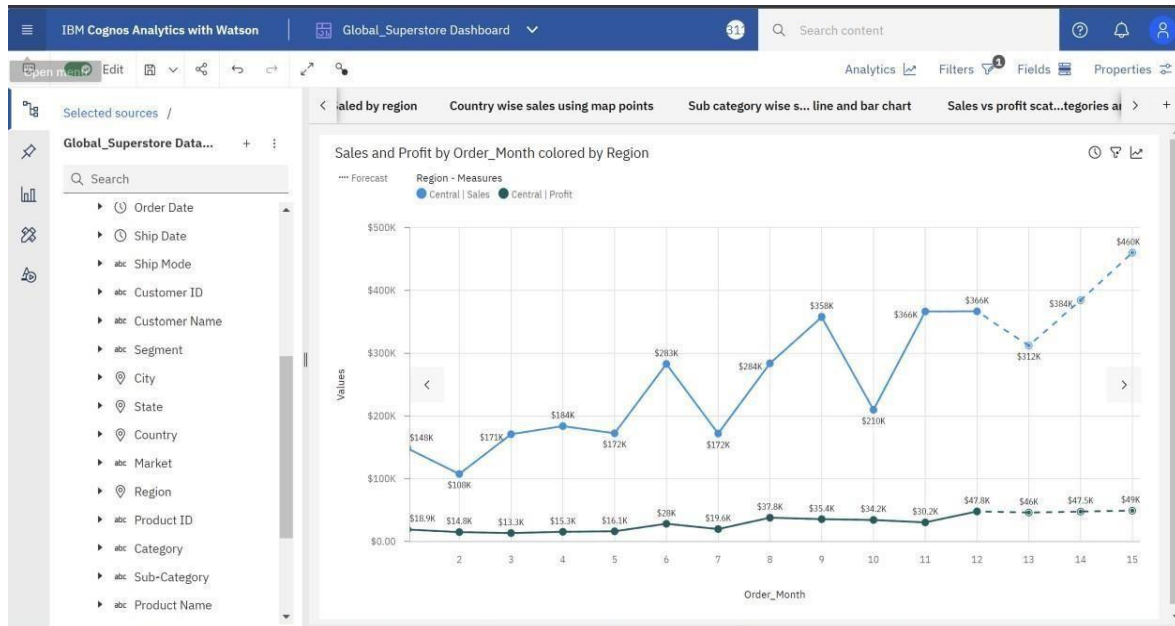 IBM Cognos Analytics with Watson
Global_Superstore Dashboard
Search content
Open menu
Edit
Analytics
Filters
1
Fields
Properties
Selected sources /
Global_Superstore Data...
Search
Order Date
Ship Date
Ship Mode
Customer ID
Customer Name
Segment
City
State
Country
Market
Region
Product ID
Category
Sub-Category
Product Name
aled by region
Country wise sales using map points
Sub category wise s... line and bar chart
Sales vs profit scat...tegories a
Sales and Profit by Order_Month colored by Region
Forecast
Region - Measures
Central | Sales
Central | Profit
$500K
$400K
$300K
$200K
$100K
$0.00
Values
$148K
$108K
$171K
$184K
$172K
$283K
$172K
$284K
$358K
$210K
$366K
$366K
$312K
$384K
$460K
$18.9K
$14.8K
$13.3K
$15.3K
$16.1K
$28K
$19.6K
$37.8K
$35.4K
$34.2K
$30.2K
$47.8K
$46K
$47.5K
$49K
2 3 4 5 6 7 8 9 10 11 12 13 14 15
Order_Month